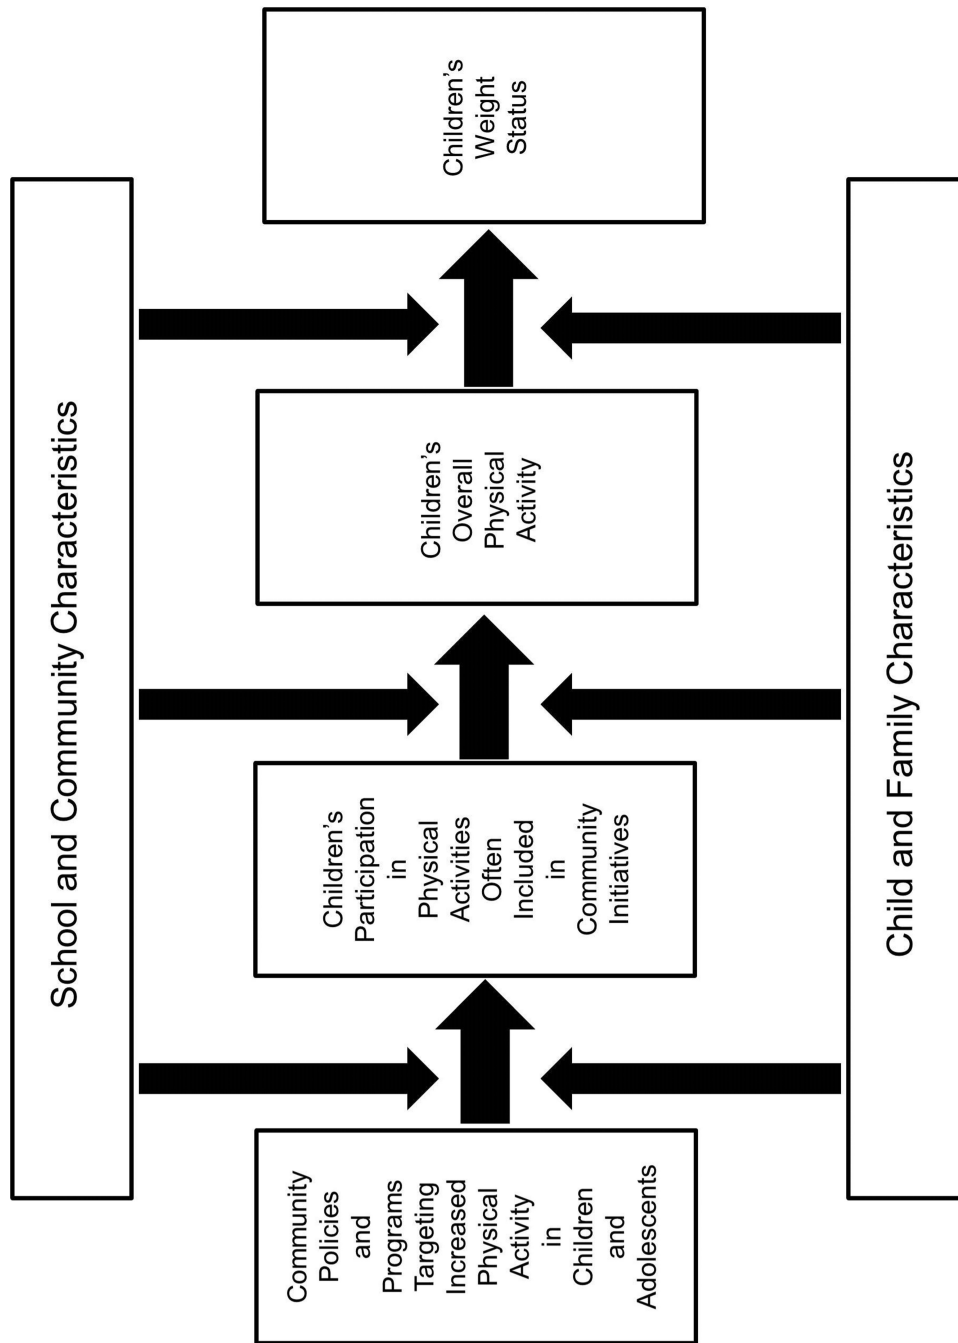 School and Community Characteristics
Community
Policies
and
Programs
Targeting
Increased
Physical
Activity
in
Children
and
Adolescents
Children’s
Participation
in
Physical
Activities
Often
Included
in
Community
Initiatives
Children’s
Overall
Physical
Activity
Children’s
Weight
Status
Child and Family Characteristics